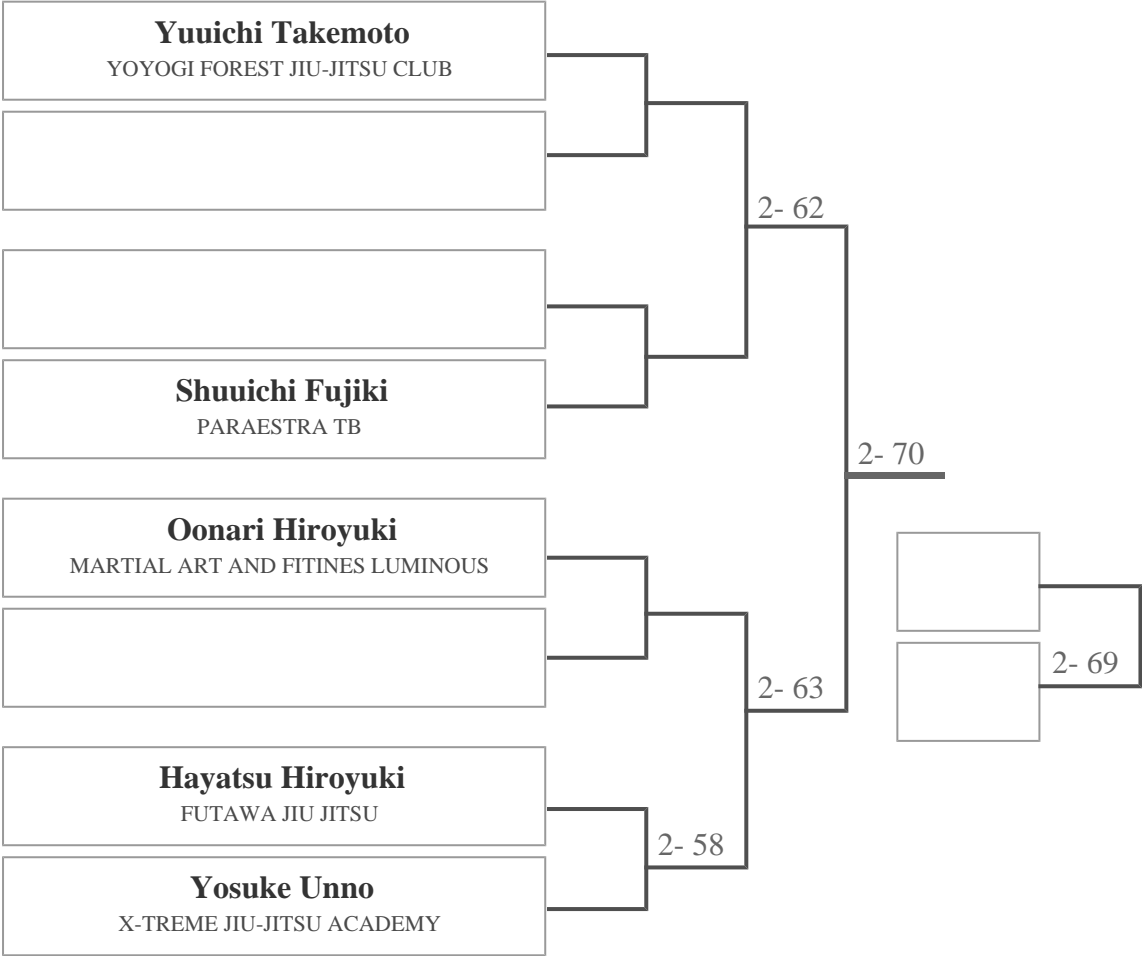 Yuuichi Takemoto
YOYOGI FOREST JIU-JITSU CLUB
2- 62
Shuuichi Fujiki
PARAESTRA TB
2- 70
Oonari Hiroyuki
MARTIAL ART AND FITINES LUMINOUS
2- 69
2- 63
Hayatsu Hiroyuki
FUTAWA JIU JITSU
2- 58
Yosuke Unno
X-TREME JIU-JITSU ACADEMY